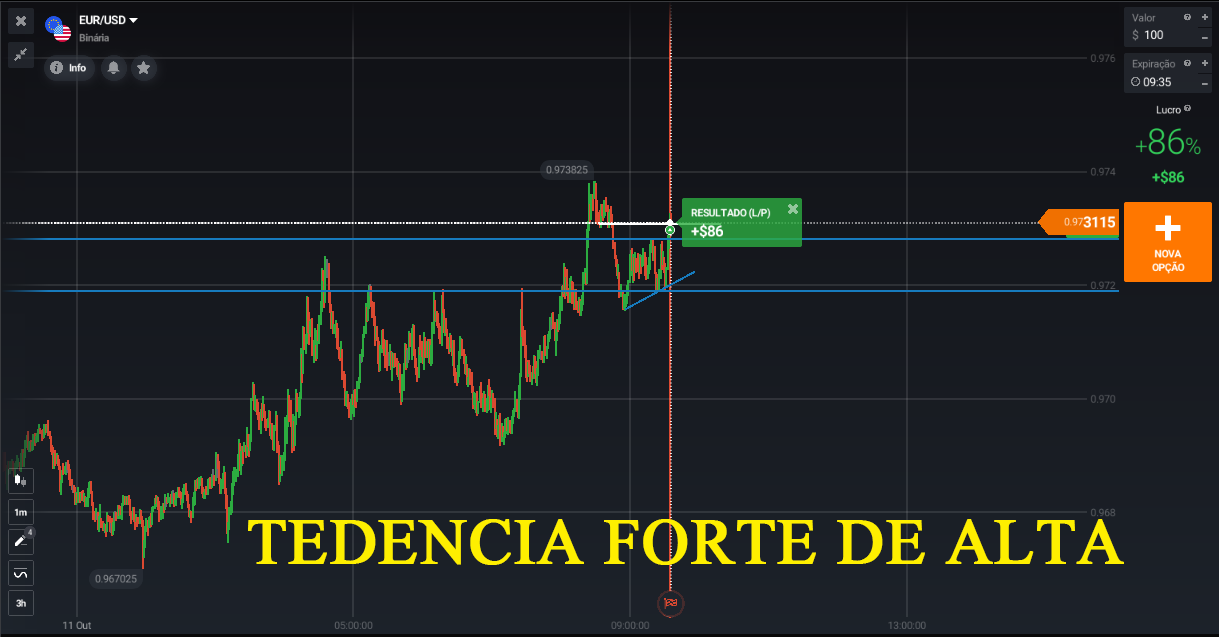 EUR/USD
Binária
Info
Valor
$ 100
Expiração
09:35
Lucro
+86%
+$86
NOVA
OPÇÃO
0.976
0.974
0.973825
RESULTADO (L/P)
+$86
0.973115
0.972
0.970
0.968
TEDENCIA FORTE DE ALTA
0.967025
1m
4
3h
11 Out
05:00:00
09:00:00
13:00:00